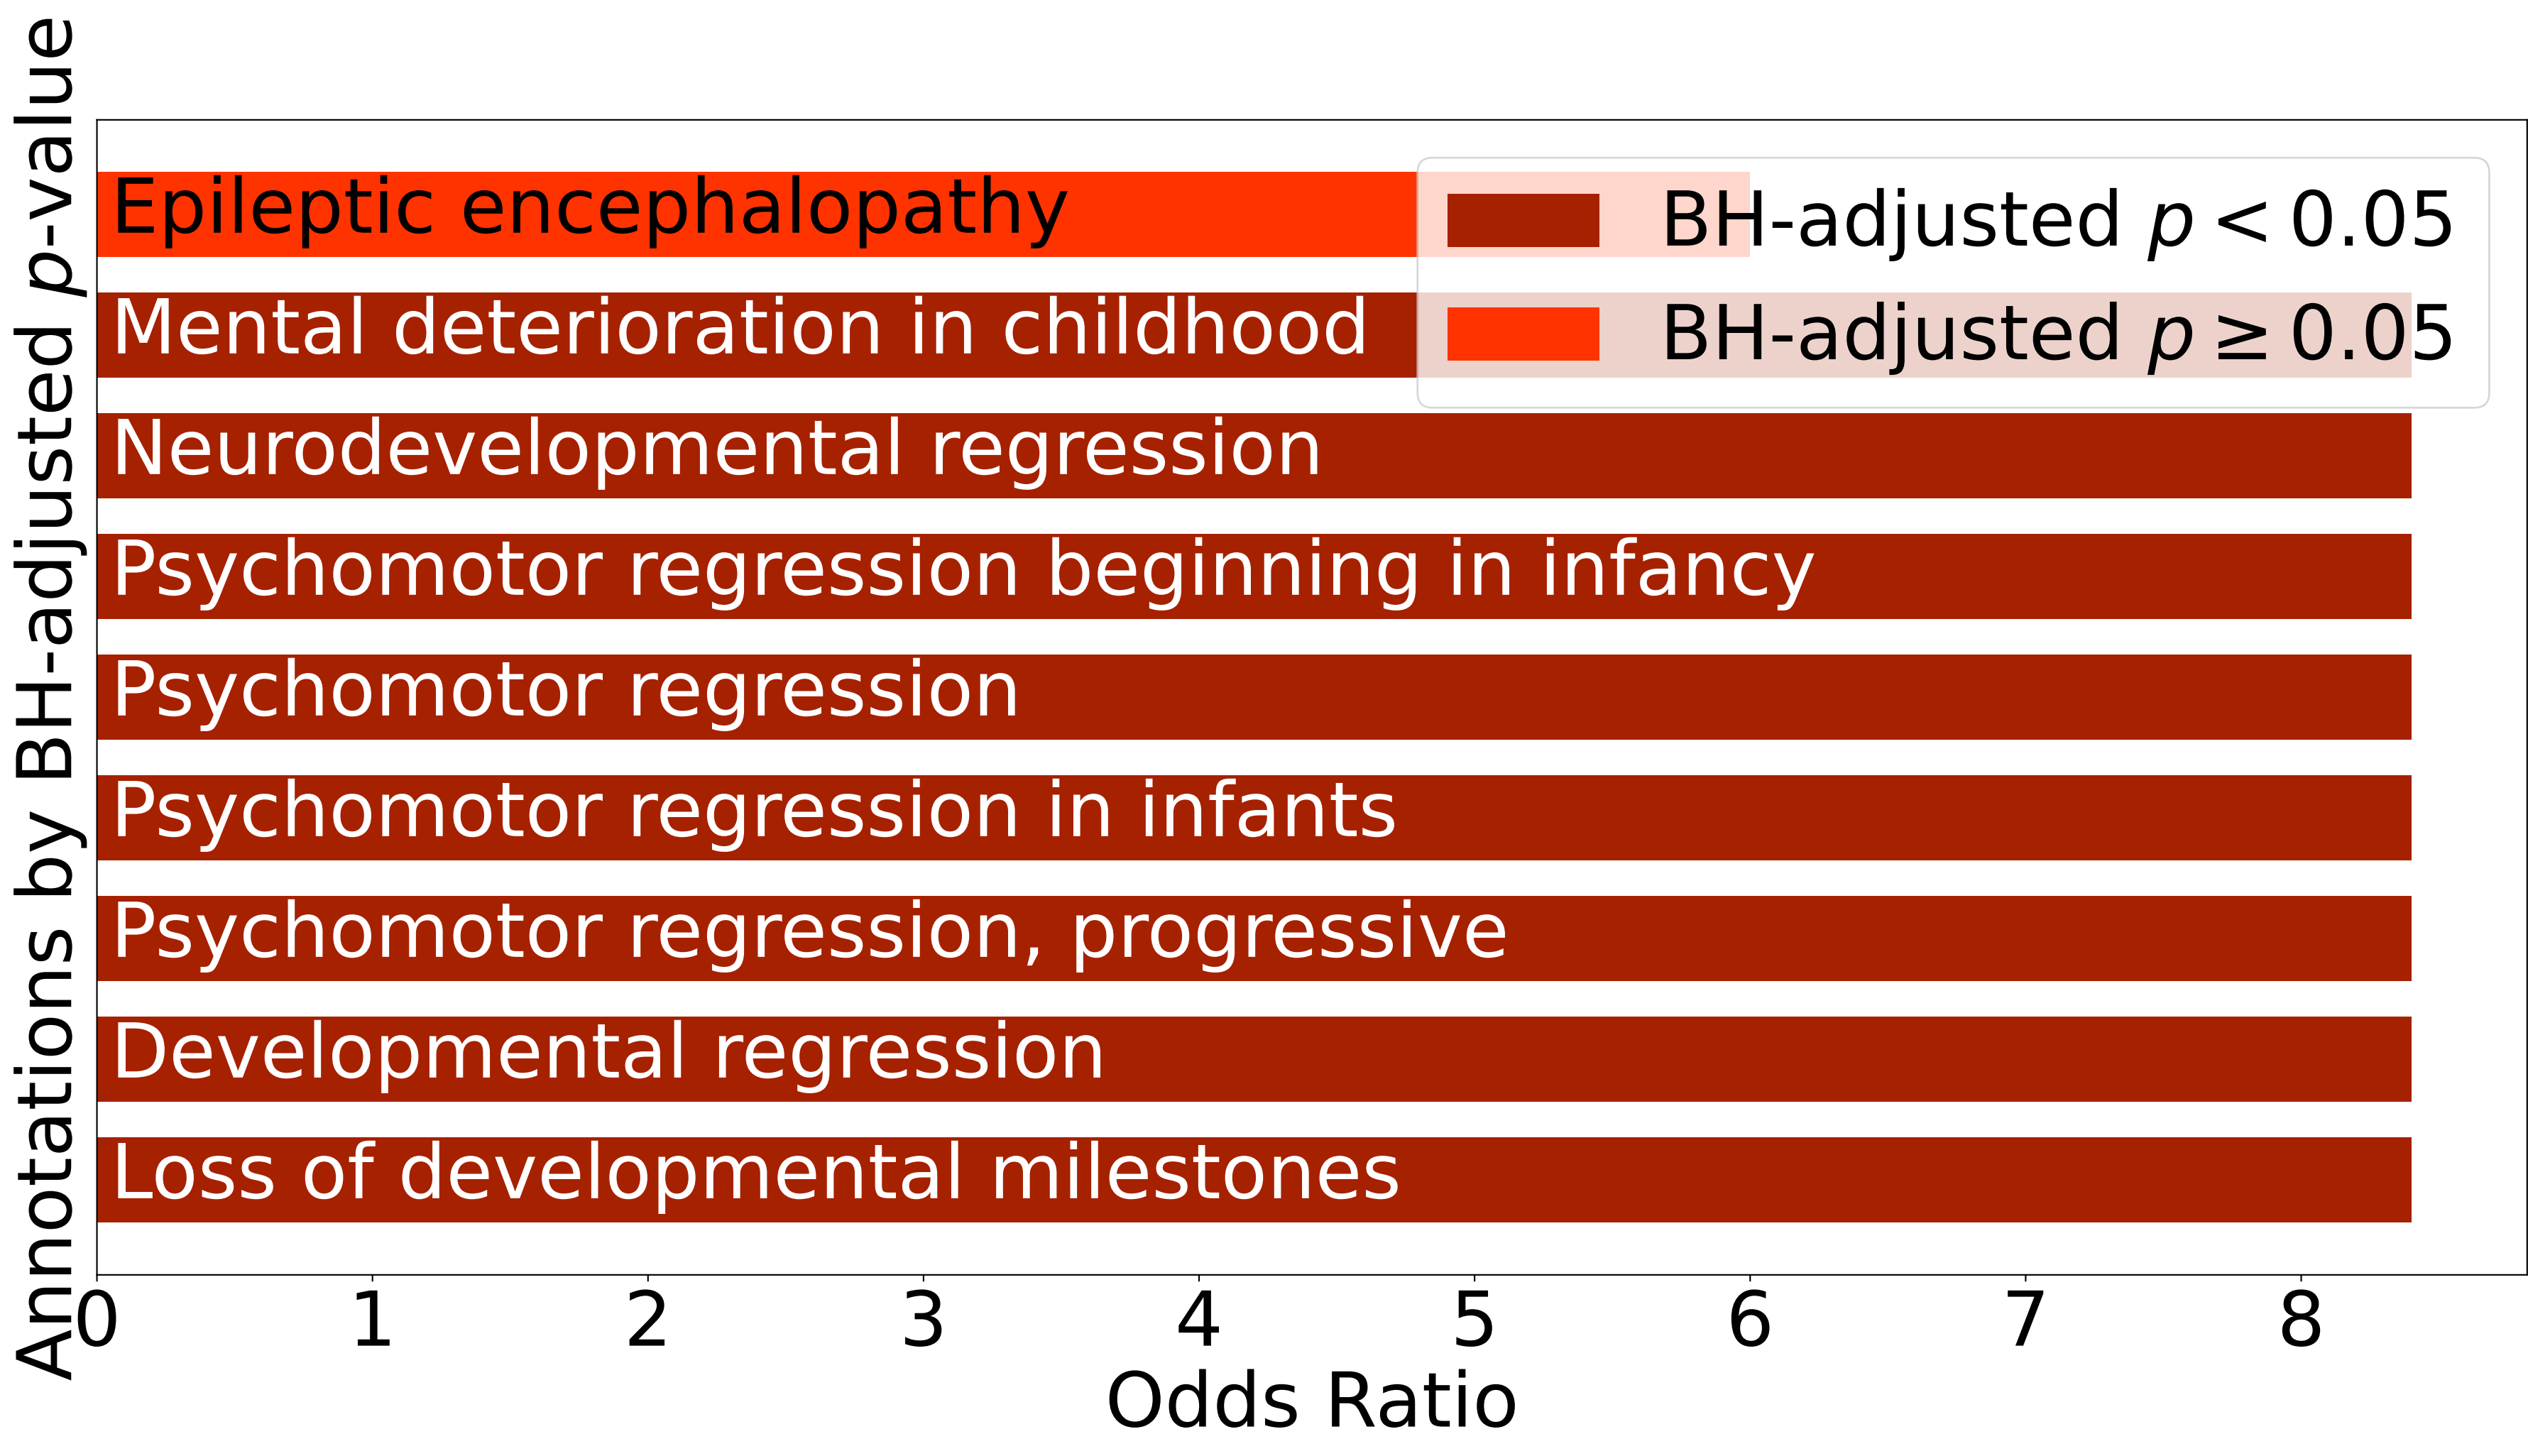 Annotations by BH-adjusted p-value
Epileptic encephalopathy
Mental deterioration in childhood
Neurodevelopmental regression
Psychomotor regression beginning in infancy
Psychomotor regression
Psychomotor regression in infants
Psychomotor regression, progressive
Developmental regression
Loss of developmental milestones
BH-adjusted p < 0.05
BH-adjusted p ≥ 0.05
0 1 2 3 4 5 6 7 8
Odds Ratio